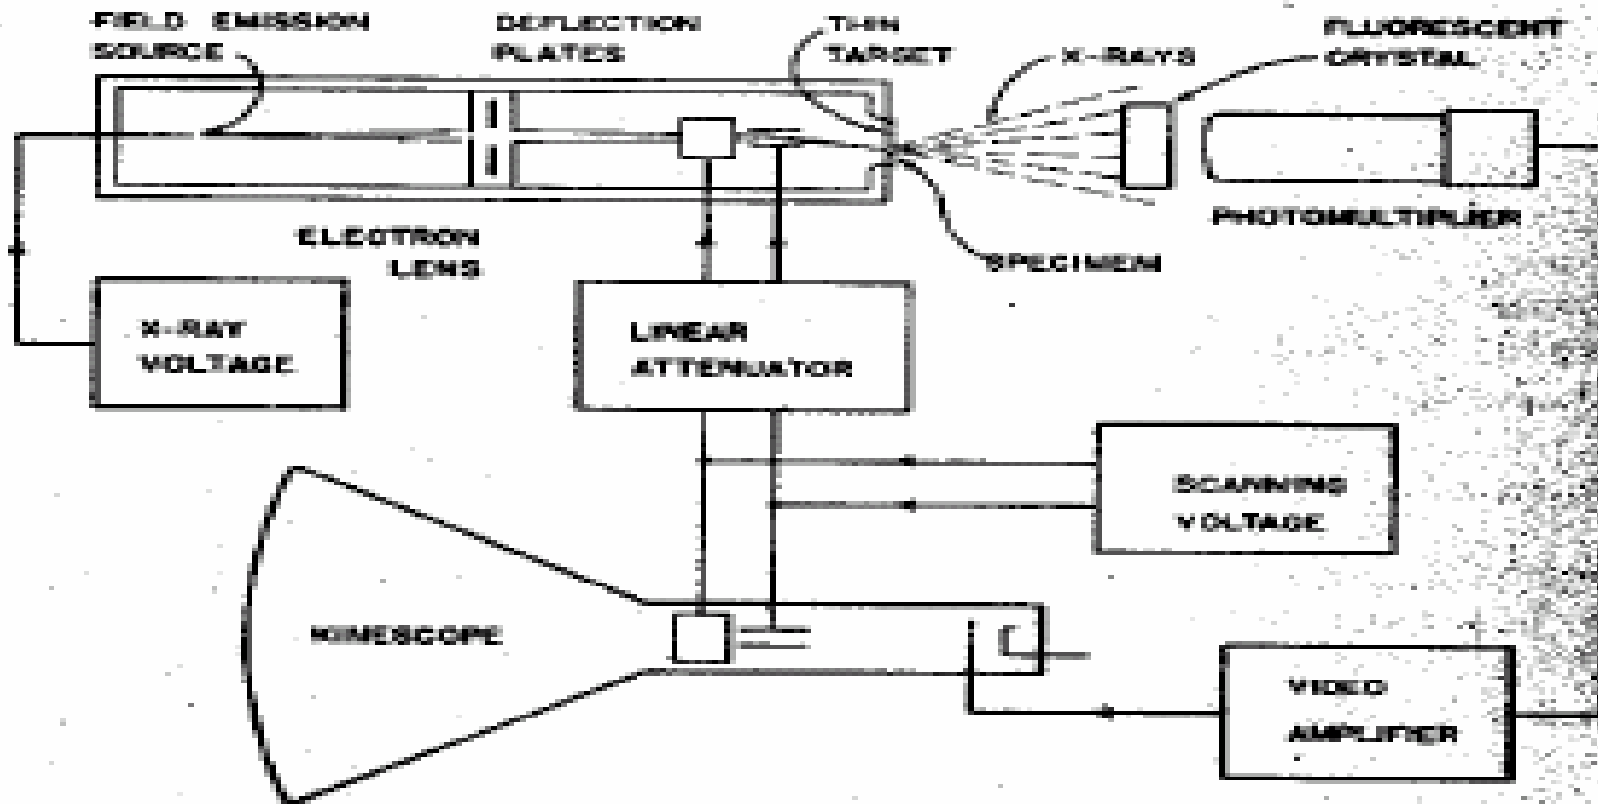 FIELD EMISSION
SOURCE
DEFLECTION
PLATES
THIN
TARGET
X-RAYS
FLUORESCENT
CRYSTAL
ELECTRON
LENS
SPECIMEN
PHOTOMULTIPLIER
X-RAY
VOLTAGE
LINEAR
ATTENUATOR
SCANNING
VOLTAGE
KINESCOPE
VIDEO
AMPLIFIER